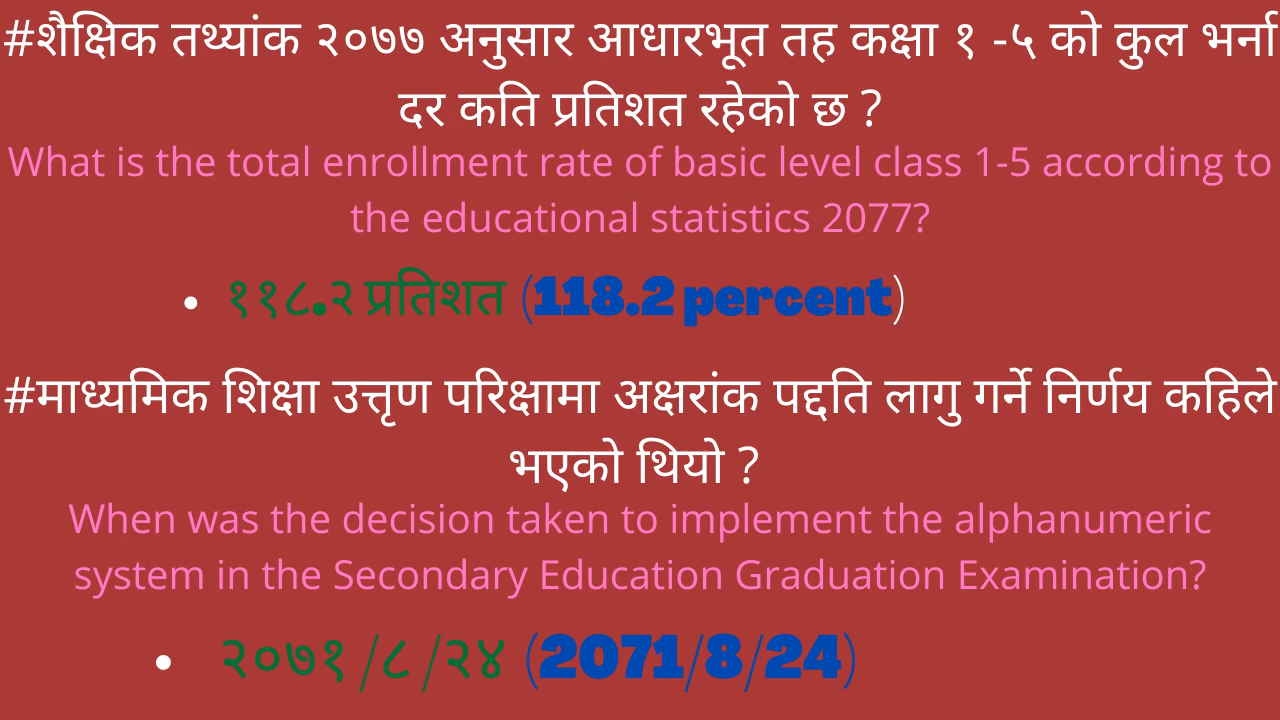 #शैक्षिक तथ्यांक २०७७ अनुसार आधारभूत तह कक्षा १ -५ को कुल भर्ना
दर कति प्रतिशत रहेको छ ?
What is the total enrollment rate of basic level class 1-5 according to
the educational statistics 2077?
• ११८.२ प्रतिशत (118.2 percent)
#माध्यमिक शिक्षा उत्तृण परिक्षामा अक्षरांक पद्दति लागु गर्ने निर्णय कहिले
भएको थियो ?
When was the decision taken to implement the alphanumeric
system in the Secondary Education Graduation Examination?
• २०७१ /८ /२४ (2071/8/24)